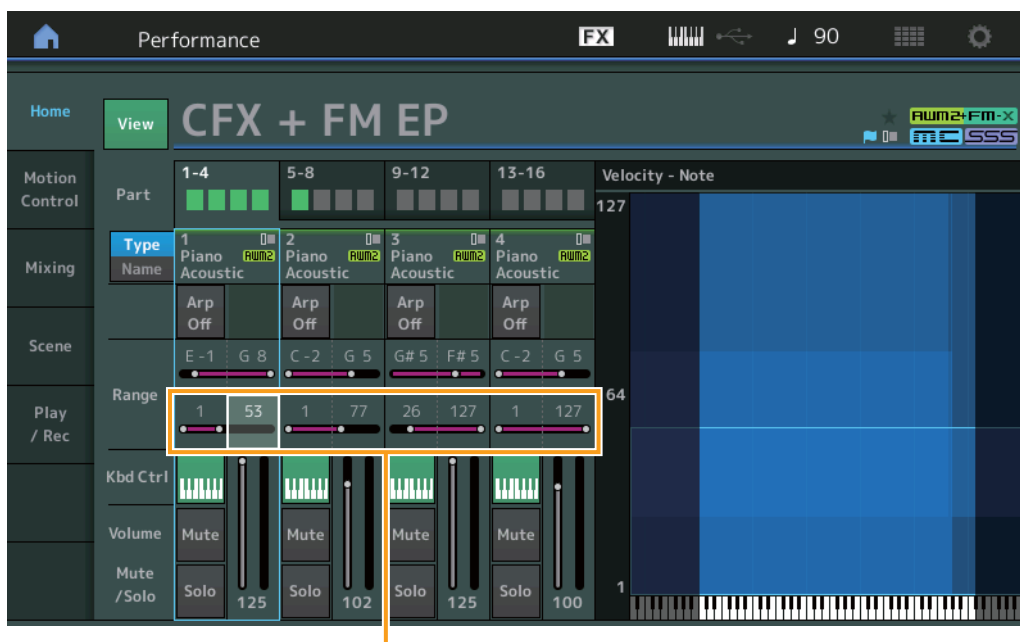 Performance
FX
♩ 90
Home
View
CFX + FM EP
AWM2+FM-X
MC SSS
Motion
Control
Part
1-4
5-8
9-12
13-16
Velocity - Note
127
Type
Name
1
Piano AWM2
Acoustic
2
Piano AWM2
Acoustic
3
Piano AWM2
Acoustic
4
Piano AWM2
Acoustic
Mixing
Arp
Off
Arp
Off
Arp
Off
Arp
Off
Scene
Range
E -1 G 8
C -2 G 5
G# 5 F# 5
C -2 G 5
64
Play
/ Rec
1 53
1 77
26 127
1 127
Kbd Ctrl
Volume
Mute
Mute
Mute
Mute
Mute
/Solo
Solo 125
Solo 102
Solo 125
Solo 100
1